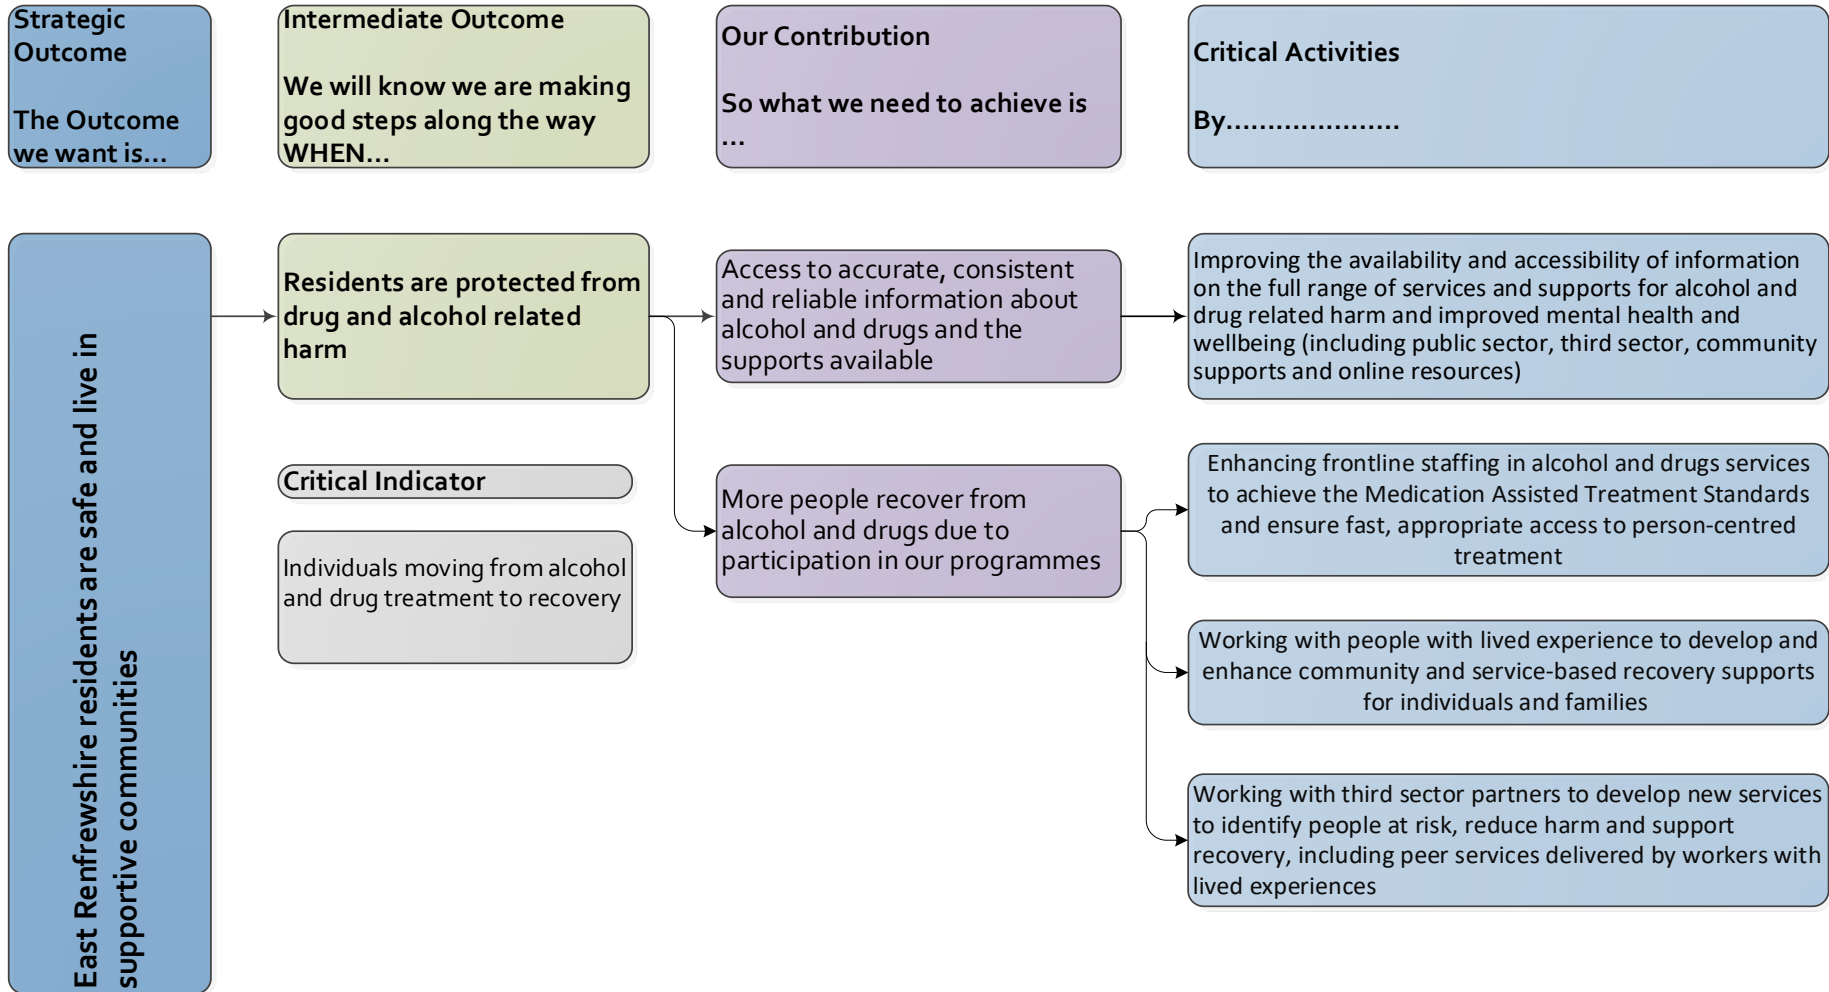 Strategic
Outcome
The Outcome
we want is...
Intermediate Outcome
We will know we are making
good steps along the way
WHEN...
Our Contribution
So what we need to achieve is
...
Critical Activities
By.....................
East Renfrewshire residents are safe and live in
supportive communities
Residents are protected from
drug and alcohol related
harm
Critical Indicator
Individuals moving from alcohol
and drug treatment to recovery
Access to accurate, consistent
and reliable information about
alcohol and drugs and the
supports available
More people recover from
alcohol and drugs due to
participation in our programmes
Improving the availability and accessibility of information
on the full range of services and supports for alcohol and
drug related harm and improved mental health and
wellbeing (including public sector, third sector, community
supports and online resources)
Enhancing frontline staffing in alcohol and drugs services
to achieve the Medication Assisted Treatment Standards
and ensure fast, appropriate access to person-centred
treatment
Working with people with lived experience to develop and
enhance community and service-based recovery supports
for individuals and families
Working with third sector partners to develop new services
to identify people at risk, reduce harm and support
recovery, including peer services delivered by workers with
lived experiences